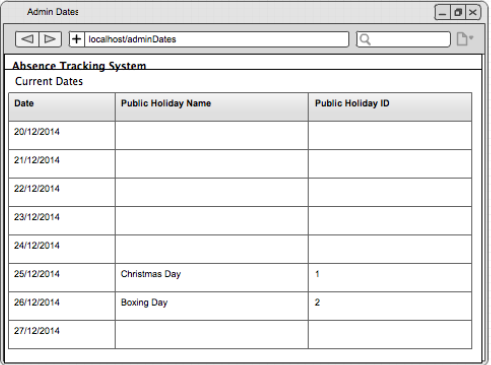 Admin Dates
localhost/adminDates
Absence Tracking System
Current Dates
Date Public Holiday Name Public Holiday ID
20/12/2014
21/12/2014
22/12/2014
23/12/2014
24/12/2014
25/12/2014 Christmas Day 1
26/12/2014 Boxing Day 2
27/12/2014